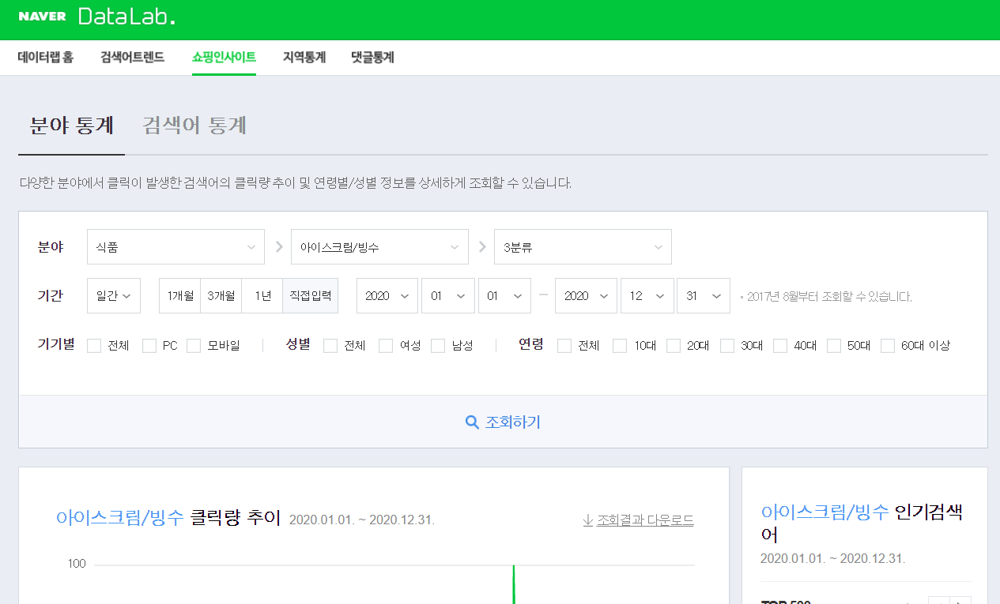 NAVER DataLab.
데이터랩 홈 검색어트렌드 쇼핑인사이트 지역통계 댓글통계
분야 통계 검색어 통계
다양한 분야에서 클릭이 발생한 검색어의 클릭량 추이 및 연령별/성별 정보를 상세하게 조회할 수 있습니다.
분야 식품 아이스크림/빙수 3분류
기간 일간 1개월 3개월 1년 직접입력 2020 01 01 2020 12 31 · 2017년 8월부터 조회할 수 있습니다.
기기별 전체 PC 모바일 성별 전체 여성 남성 연령 전체 10대 20대 30대 40대 50대 60대 이상
조회하기
아이스크림/빙수 클릭량 추이 2020.01.01. ~ 2020.12.31. 조회결과 다운로드
100
아이스크림/빙수 인기검색
어
2020.01.01. ~ 2020.12.31.
TOP 500